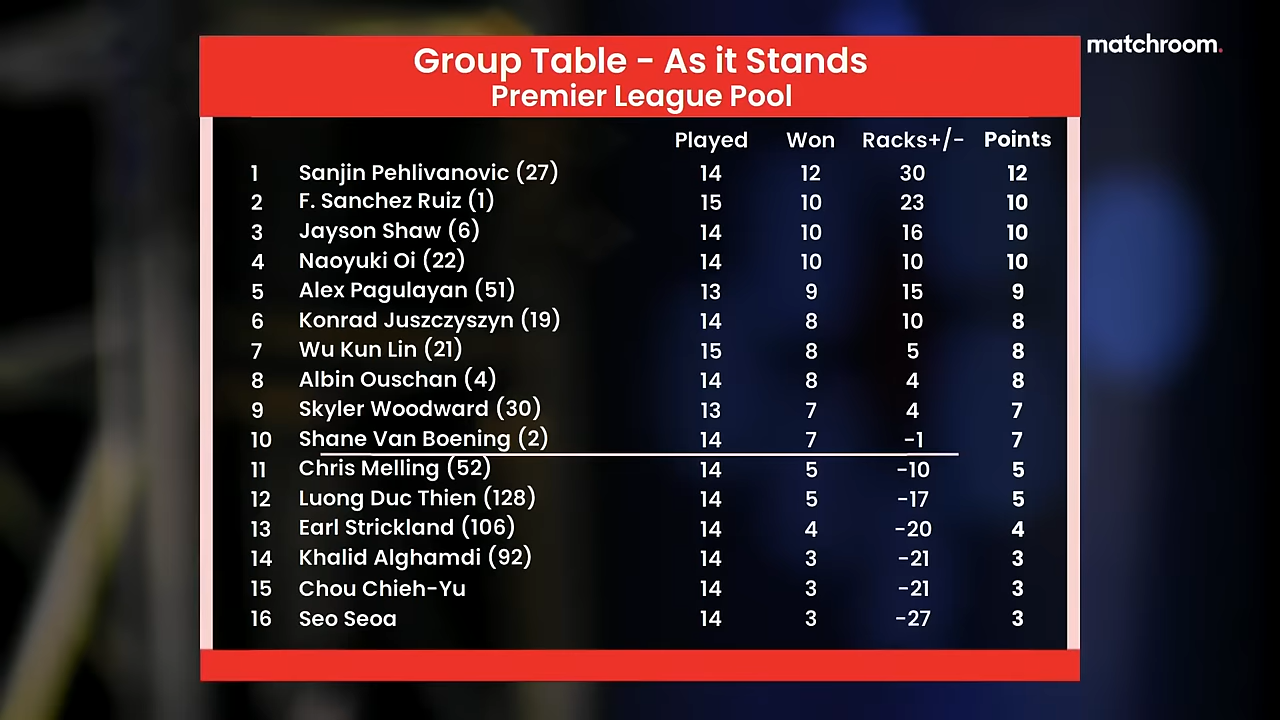 matchroom.
Group Table - As it Stands
Premier League Pool
Played Won Racks+/- Points
1 Sanjin Pehlivanovic (27) 14 12 30 12
2 F. Sanchez Ruiz (1) 15 10 23 10
3 Jayson Shaw (6) 14 10 16 10
4 Naoyuki Oi (22) 14 10 10 10
5 Alex Pagulayan (51) 13 9 15 9
6 Konrad Juszczyszyn (19) 14 8 10 8
7 Wu Kun Lin (21) 15 8 5 8
8 Albin Ouschan (4) 14 8 4 8
9 Skyler Woodward (30) 13 7 4 7
10 Shane Van Boening (2) 14 7 -1 7
11 Chris Melling (52) 14 5 -10 5
12 Luong Duc Thien (128) 14 5 -17 5
13 Earl Strickland (106) 14 4 -20 4
14 Khalid Alghamdi (92) 14 3 -21 3
15 Chou Chieh-Yu 14 3 -21 3
16 Seo Seoa 14 3 -27 3